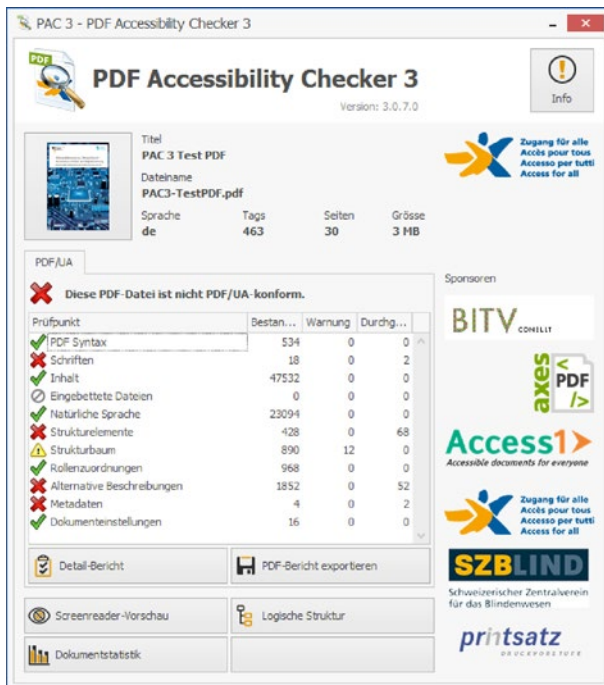 PAC 3 - PDF Accessibility Checker 3
PDF
PDF Accessibility Checker 3
Version: 3.0.7.0
Info
Titel
PAC 3 Test PDF
Dateiname
PAC3-TestPDF.pdf
Sprache Tags Seiten Grösse
de 463 30 3 MB
Zugang für alle
Accès pour tous
Accesso per tutti
Access for all
PDF/UA
Diese PDF-Datei ist nicht PDF/UA-konform.
Prüfpunkt Bestan... Warnung Durchg...
PDF Syntax 534 0 0
Schriften 18 0 2
Inhalt 47532 0 0
Eingebettete Dateien 0 0 0
Natürliche Sprache 23094 0 0
Strukturelemente 428 0 68
Strukturbaum 890 12 0
Rollenzuordnungen 968 0 0
Alternative Beschreibungen 1852 0 52
Metadaten 4 0 2
Dokumenteinstellungen 16 0 0
Detail-Bericht
PDF-Bericht exportieren
Screenreader-Vorschau
Logische Struktur
Dokumentstatistik
Sponsoren
BITV CONSULT
axes PDF
Access1
Accessible documents for everyone
Zugang für alle
Accès pour tous
Accesso per tutti
Access for all
SZBLIND
Schweizerischer Zentralverein
für das Blindenwesen
printsatz
DRUCKVORSTUFE